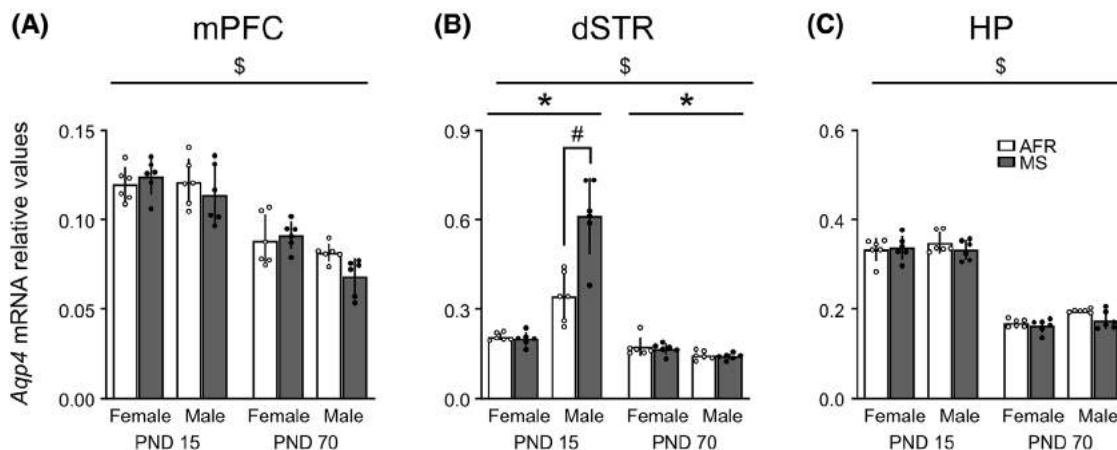 (A) mPFC
$
Aqp4 mRNA relative values
0.15
0.10
0.05
0.00
Female Male Female Male
PND 15 PND 70
(B) dSTR
$
* *
#
0.9
0.6
0.3
0.0
Female Male Female Male
PND 15 PND 70
(C) HP
$
AFR
MS
0.6
0.4
0.2
0.0
Female Male Female Male
PND 15 PND 70